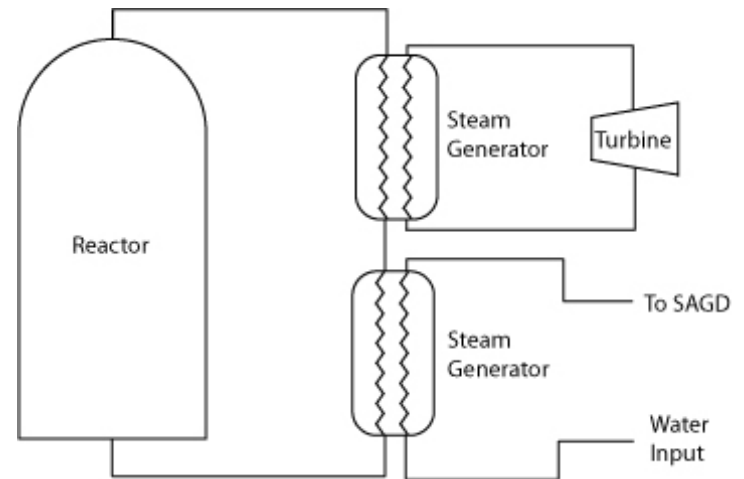 Reactor
Steam
Generator
Turbine
Steam
Generator
To SAGD
Water
Input